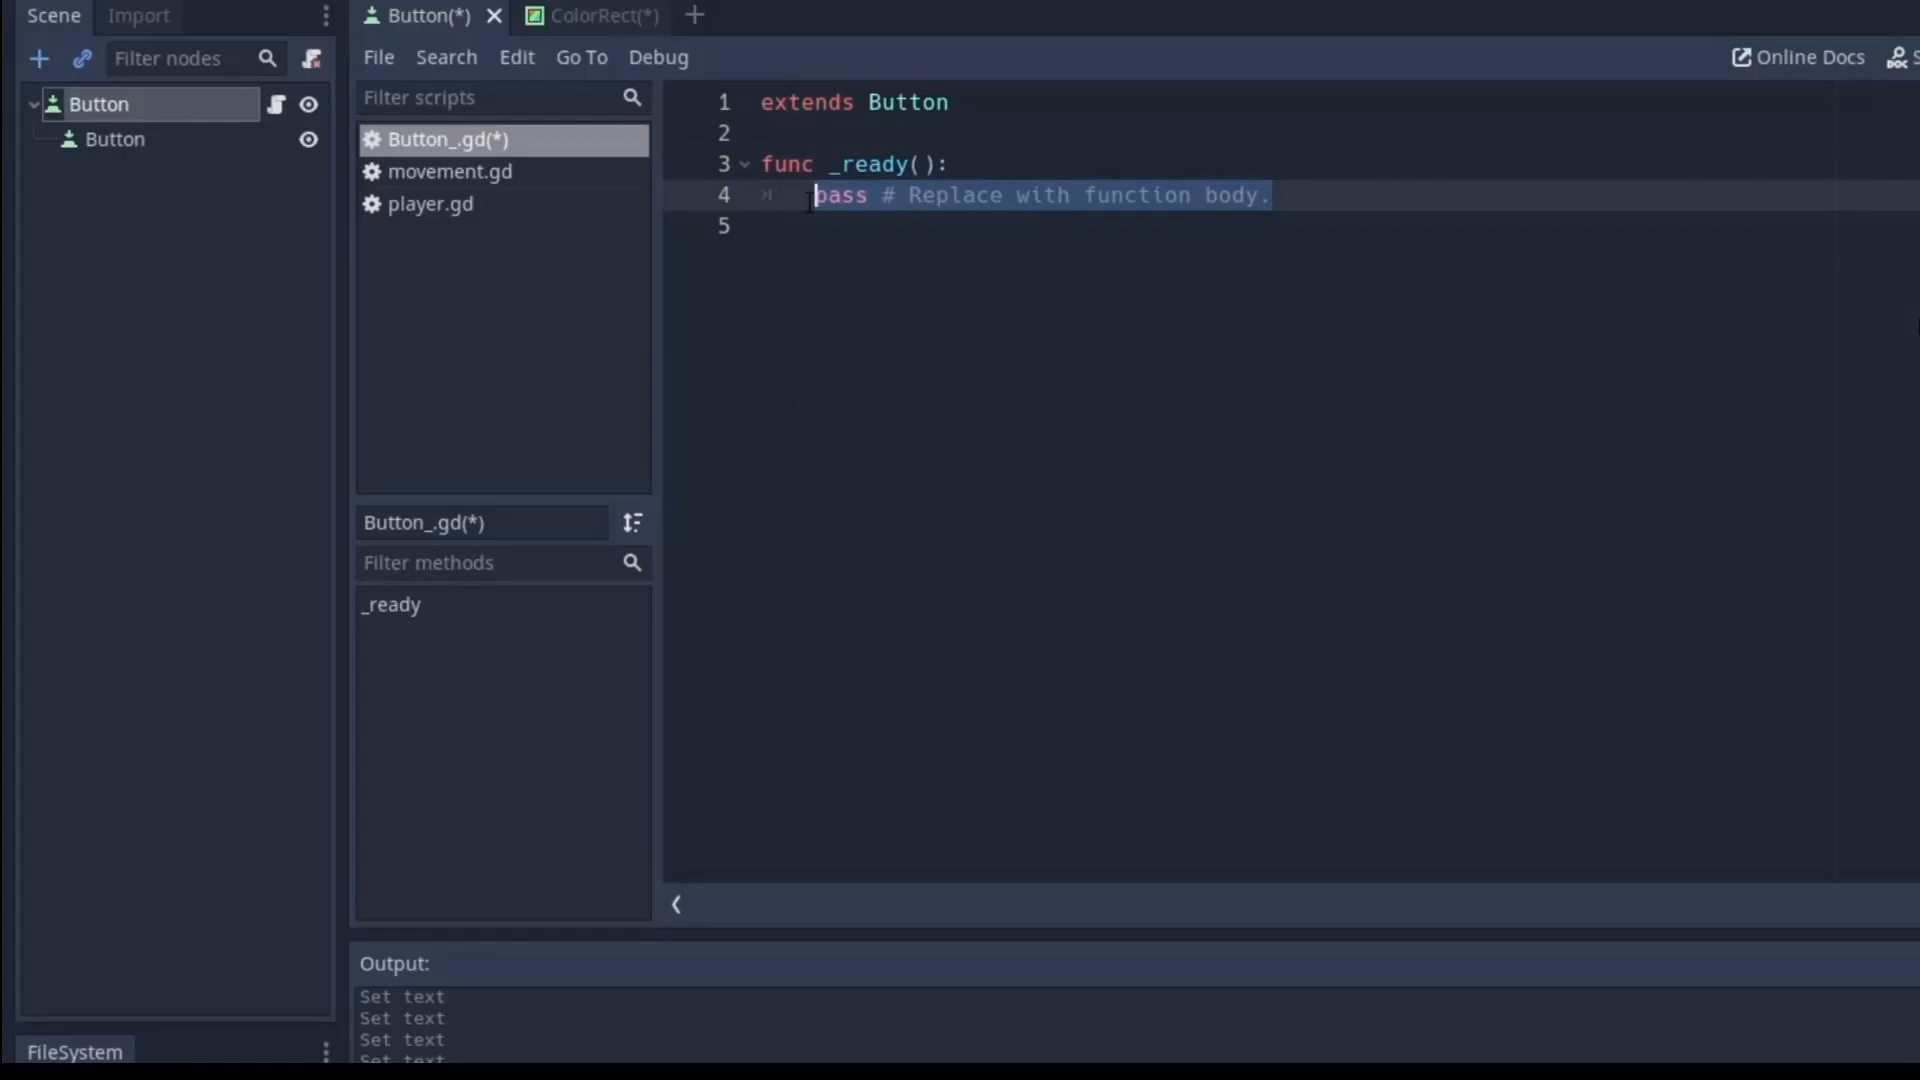 Scene Import
Filter nodes
Button
Button
Button(*) ColorRect(*)
File Search Edit Go To Debug
Online Docs
Filter scripts
Button_.gd(*)
movement.gd
player.gd
Button_.gd(*)
Filter methods
_ready
1 extends Button
2
3 func _ready():
4 pass # Replace with function body.
5
Output:
Set text
Set text
Set text
Set text
FileSystem